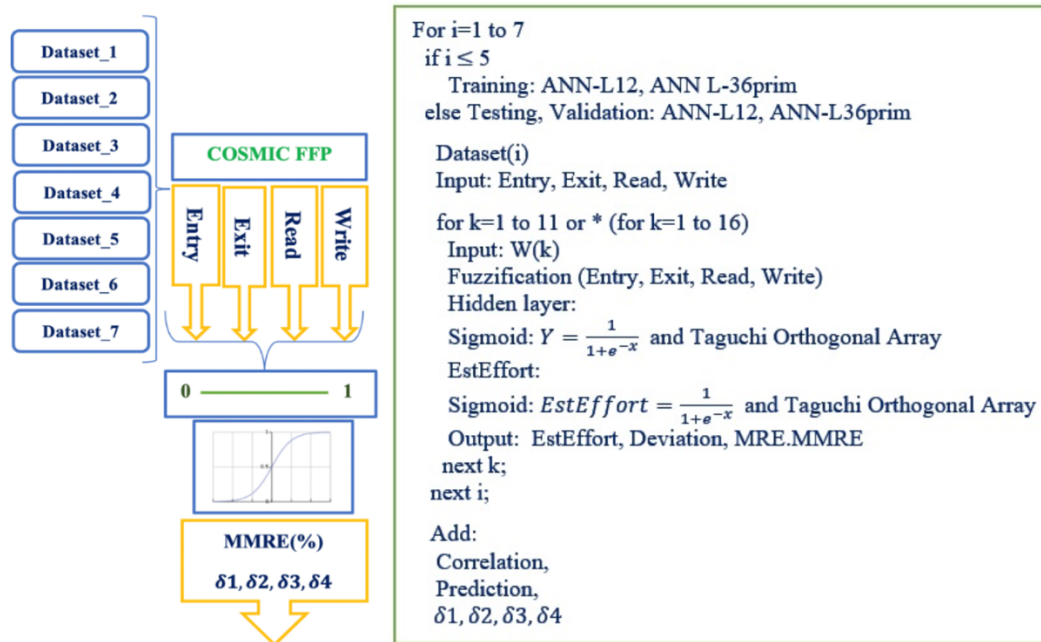 Dataset_1
Dataset_2
Dataset_3
Dataset_4
Dataset_5
Dataset_6
Dataset_7
COSMIC FFP
Entry
Exit
Read
Write
0
1
1
0.5
0
MMRE(%)
δ1, δ2, δ3, δ4
For i=1 to 7
if i ≤ 5
Training: ANN-L12, ANN L-36prim
else Testing, Validation: ANN-L12, ANN-L36prim
Dataset(i)
Input: Entry, Exit, Read, Write
for k=1 to 11 or * (for k=1 to 16)
Input: W(k)
Fuzzification (Entry, Exit, Read, Write)
Hidden layer:
Sigmoid: Y = 1/(1+e^-x) and Taguchi Orthogonal Array
EstEffort:
Sigmoid: EstEffort = 1/(1+e^-x) and Taguchi Orthogonal Array
Output: EstEffort, Deviation, MRE.MMRE
next k;
next i;
Add:
Correlation,
Prediction,
δ1, δ2, δ3, δ4